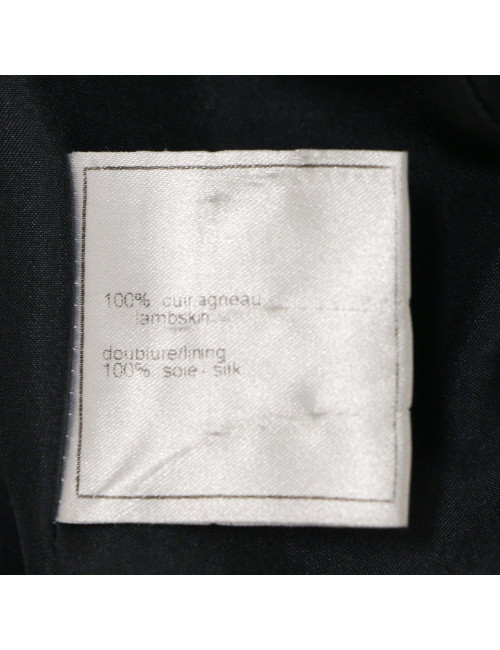 100% cuir agneau
lambskin
doublure/lining
100% soie - silk